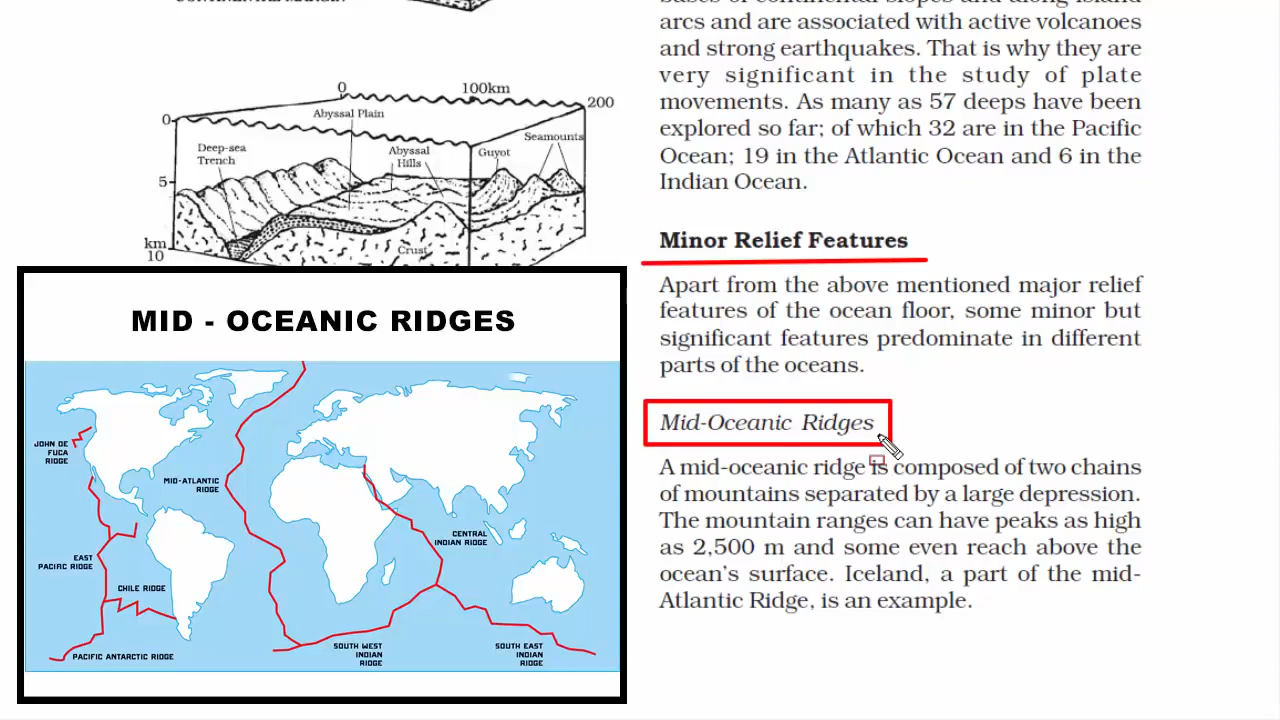 0
100km
200
0
Abyssal Plain
Deep-sea
Trench
Abyssal
Hills
Guyot
Seamounts
5
km
10
Crust
MID - OCEANIC RIDGES
JOHN DE
FUCA
RIDGE
MID-ATLANTIC
RIDGE
CENTRAL
INDIAN RIDGE
EAST
PACIFIC RIDGE
CHILE RIDGE
PACIFIC ANTARCTIC RIDGE
SOUTH WEST
INDIAN
RIDGE
SOUTH EAST
INDIAN
RIDGE
arcs and are associated with active volcanoes
and strong earthquakes. That is why they are
very significant in the study of plate
movements. As many as 57 deeps have been
explored so far; of which 32 are in the Pacific
Ocean; 19 in the Atlantic Ocean and 6 in the
Indian Ocean.
Minor Relief Features
Apart from the above mentioned major relief
features of the ocean floor, some minor but
significant features predominate in different
parts of the oceans.
Mid-Oceanic Ridges
A mid-oceanic ridge is composed of two chains
of mountains separated by a large depression.
The mountain ranges can have peaks as high
as 2,500 m and some even reach above the
ocean's surface. Iceland, a part of the mid-
Atlantic Ridge, is an example.